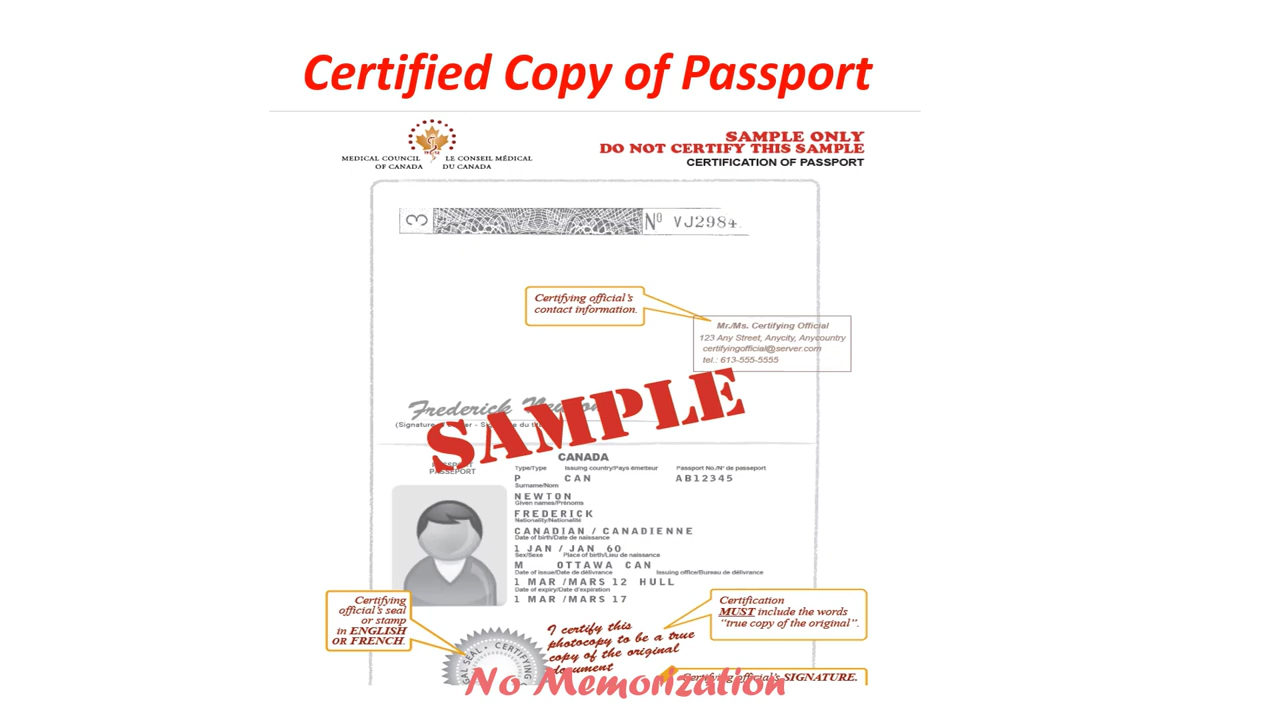 Certified Copy of Passport
MEDICAL COUNCIL OF CANADA
LE CONSEIL MÉDICAL DU CANADA
SAMPLE ONLY
DO NOT CERTIFY THIS SAMPLE
CERTIFICATION OF PASSPORT
3
Nº VJ2984
Certifying official's
contact information.
Mr./Ms. Certifying Official
123 Any Street, Anycity, Anycountry
certifyingofficial@server.com
tel.: 613-555-5555
Frederick
SAMPLE
CANADA
PASSEPORT
Type/Type Issuing country/Pays émetteur Passport No./Nº de passeport
P CAN AB12345
Surname/Nom
NEWTON
Given names/Prénoms
FREDERICK
Nationality/Nationalité
CANADIAN / CANADIENNE
Date of birth/Date de naissance
1 JAN / JAN 60
Sex/Sexe Place of birth/Lieu de naissance
M OTTAWA CAN
Date of issue/Date de délivrance Issuing office/Bureau de délivrance
1 MAR /MARS 12 HULL
Date of expiry/Date d'expiration
1 MAR /MARS 17
Certifying
official's seal
or stamp
in ENGLISH
OR FRENCH.
Certification
MUST include the words
"true copy of the original".
SEAL • CERTIFYING
I certify this
photocopy to be a true
copy of the original
document
Certifying official's SIGNATURE.
No Memorization